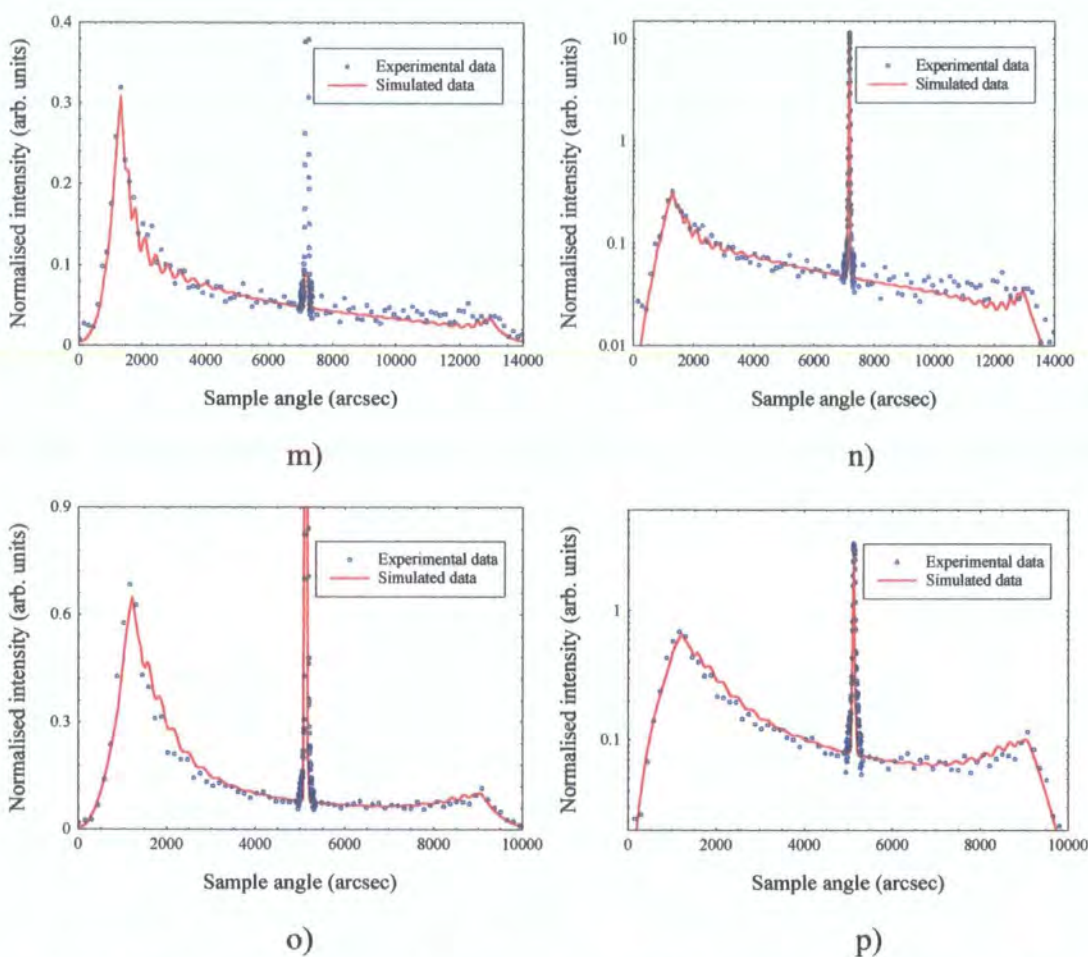 Normalised intensity (arb. units)
0.4
0.3
0.2
0.1
0
Experimental data
Simulated data
0 2000 4000 6000 8000 10000 12000 14000
Sample angle (arcsec)
m)
Normalised intensity (arb. units)
10
1
0.1
0.01
Experimental data
Simulated data
0 2000 4000 6000 8000 10000 12000 14000
Sample angle (arcsec)
n)
Normalised intensity (arb. units)
0.9
0.6
0.3
0
Experimental data
Simulated data
0 2000 4000 6000 8000 10000
Sample angle (arcsec)
o)
Normalised intensity (arb. units)
1
0.1
Experimental data
Simulated data
0 2000 4000 6000 8000 10000
Sample angle (arcsec)
p)